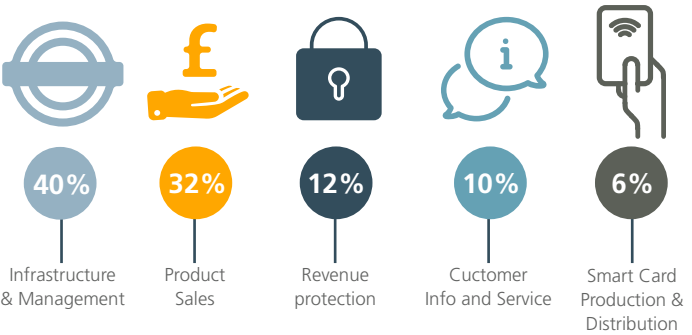 £
i
40%
32%
12%
10%
6%
Infrastructure
& Management
Product
Sales
Revenue
protection
Cuctomer
Info and Service
Smart Card
Production &
Distribution